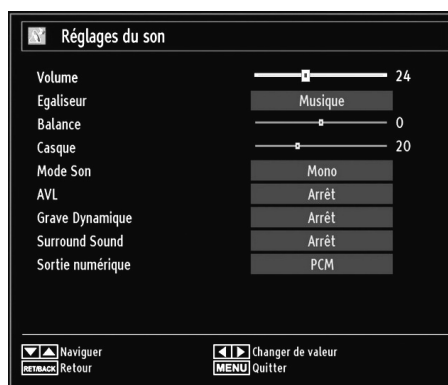 Réglages du son
Volume 24
Egaliseur Musique
Balance 0
Casque 20
Mode Son Mono
AVL Arrêt
Grave Dynamique Arrêt
Surround Sound Arrêt
Sortie numérique PCM
Naviguer Changer de valeur
RET/BACK Retour MENU Quitter